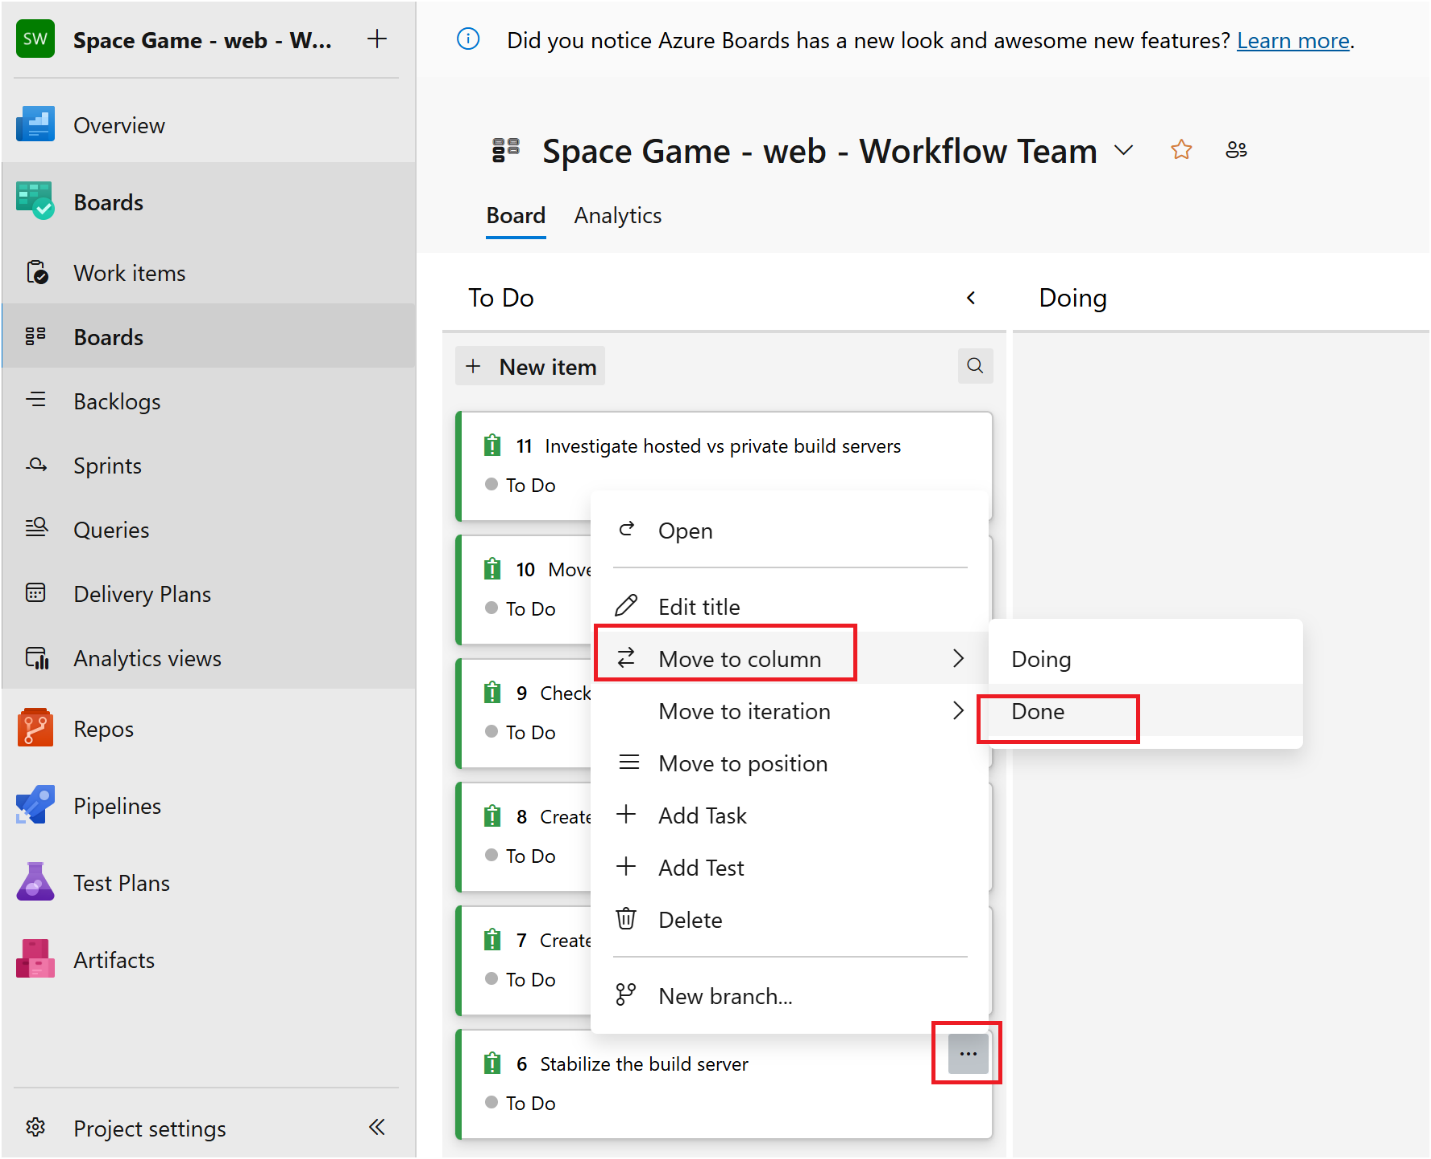 SW Space Game - web - W...
Overview
Boards
Work items
Boards
Backlogs
Sprints
Queries
Delivery Plans
Analytics views
Repos
Pipelines
Test Plans
Artifacts
Project settings
Did you notice Azure Boards has a new look and awesome new features? Learn more.
Space Game - web - Workflow Team
Board Analytics
To Do
Doing
New item
11 Investigate hosted vs private build servers
To Do
10 Move
To Do
9 Check
To Do
8 Create
To Do
7 Create
To Do
6 Stabilize the build server
To Do
Open
Edit title
Move to column
Move to iteration
Move to position
Add Task
Add Test
Delete
New branch...
Doing
Done